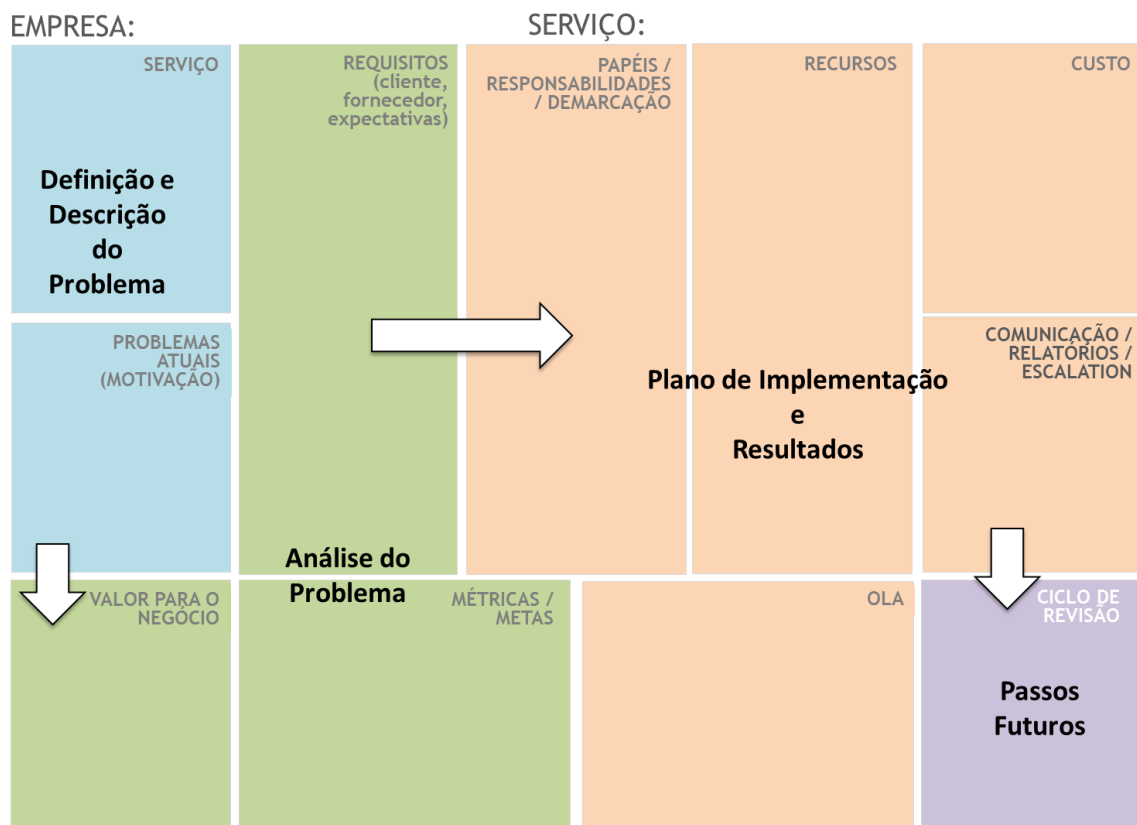 EMPRESA:
SERVIÇO:
SERVIÇO
Definição e
Descrição
do
Problema
REQUISITOS
(cliente,
fornecedor,
expectativas)
PAPÉIS /
RESPONSABILIDADES
/ DEMARCAÇÃO
RECURSOS
CUSTO
PROBLEMAS
ATUAIS
(MOTIVAÇÃO)
COMUNICAÇÃO /
RELATÓRIOS /
ESCALATION
Plano de Implementação
e
Resultados
Análise do
Problema
VALOR PARA O
NEGÓCIO
MÉTRICAS /
METAS
OLA
CICLO DE
REVISÃO
Passos
Futuros